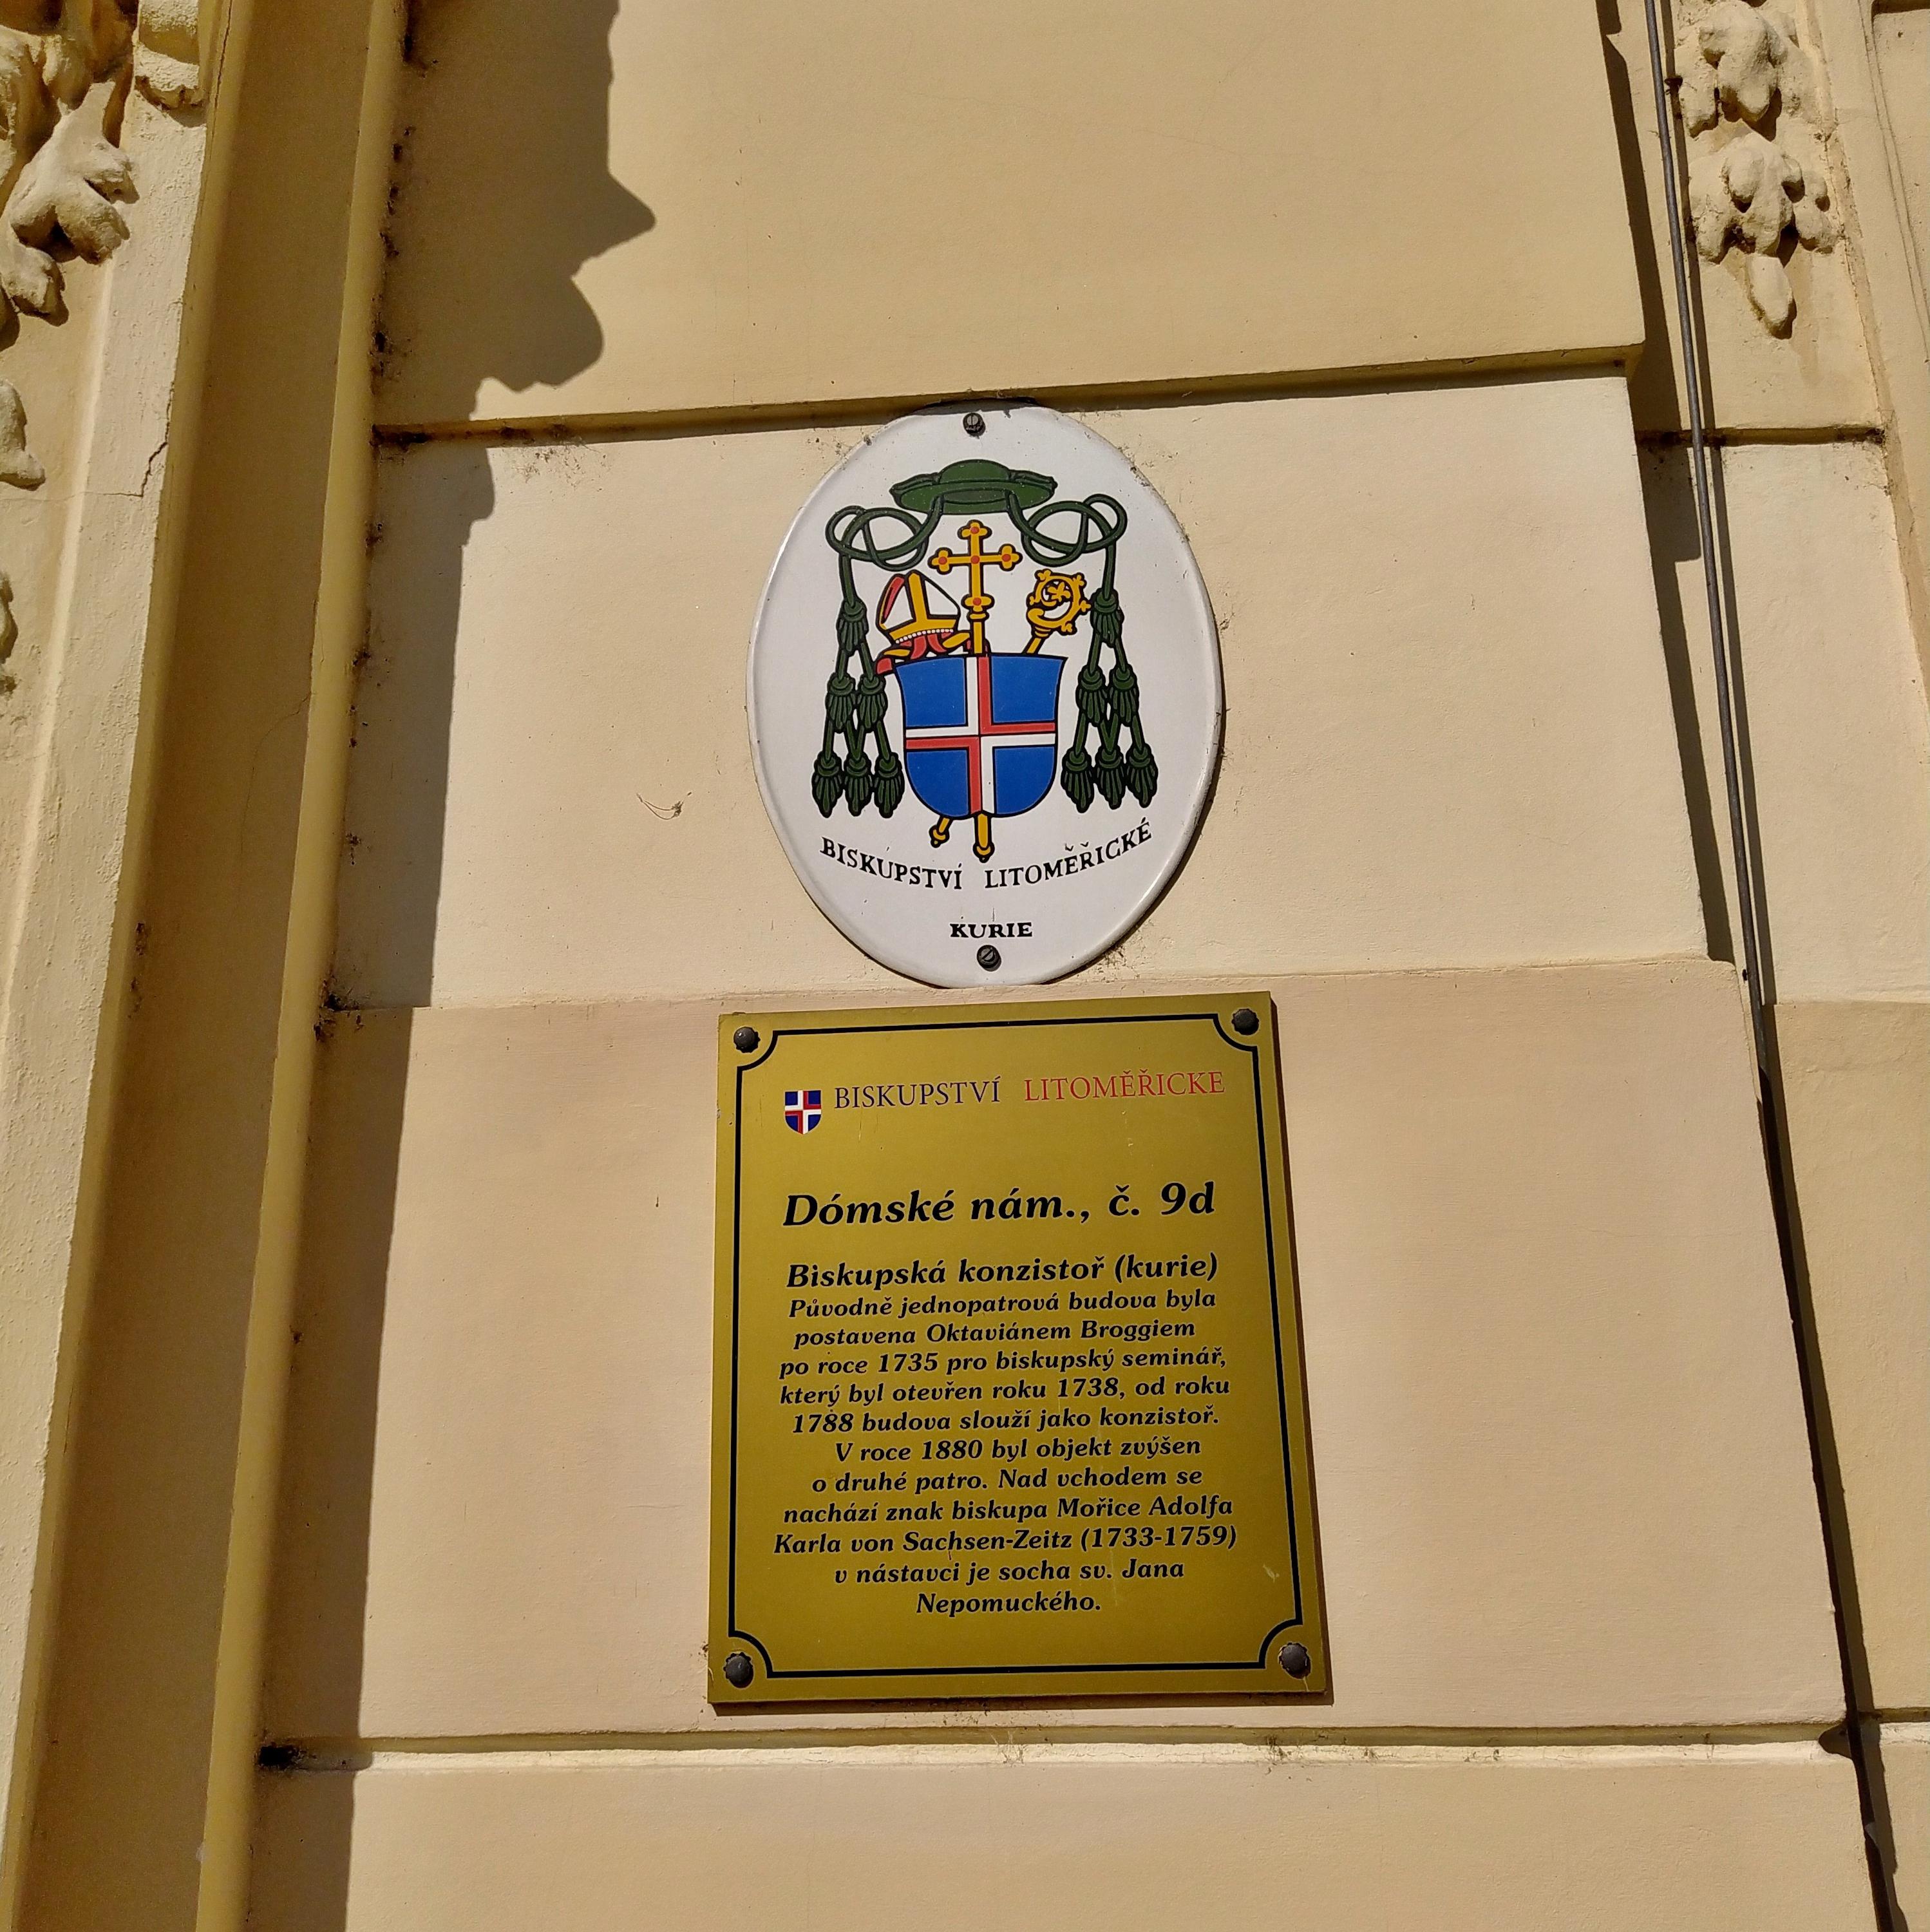 BISKUPSTVÍ LITOMĚŘICKÉ
KURIE
BISKUPSTVÍ LITOMĚŘICKE
Dómské nám., č. 9d
Biskupská konzistoř (kurie)
Původně jednopatrová budova byla
postavena Oktaviánem Broggiem
po roce 1735 pro biskupský seminář,
který byl otevřen roku 1738, od roku
1788 budova slouží jako konzistoř.
V roce 1880 byl objekt zvýšen
o druhé patro. Nad vchodem se
nachází znak biskupa Mořice Adolfa
Karla von Sachsen-Zeitz (1733-1759)
v nástavci je socha sv. Jana
Nepomuckého.